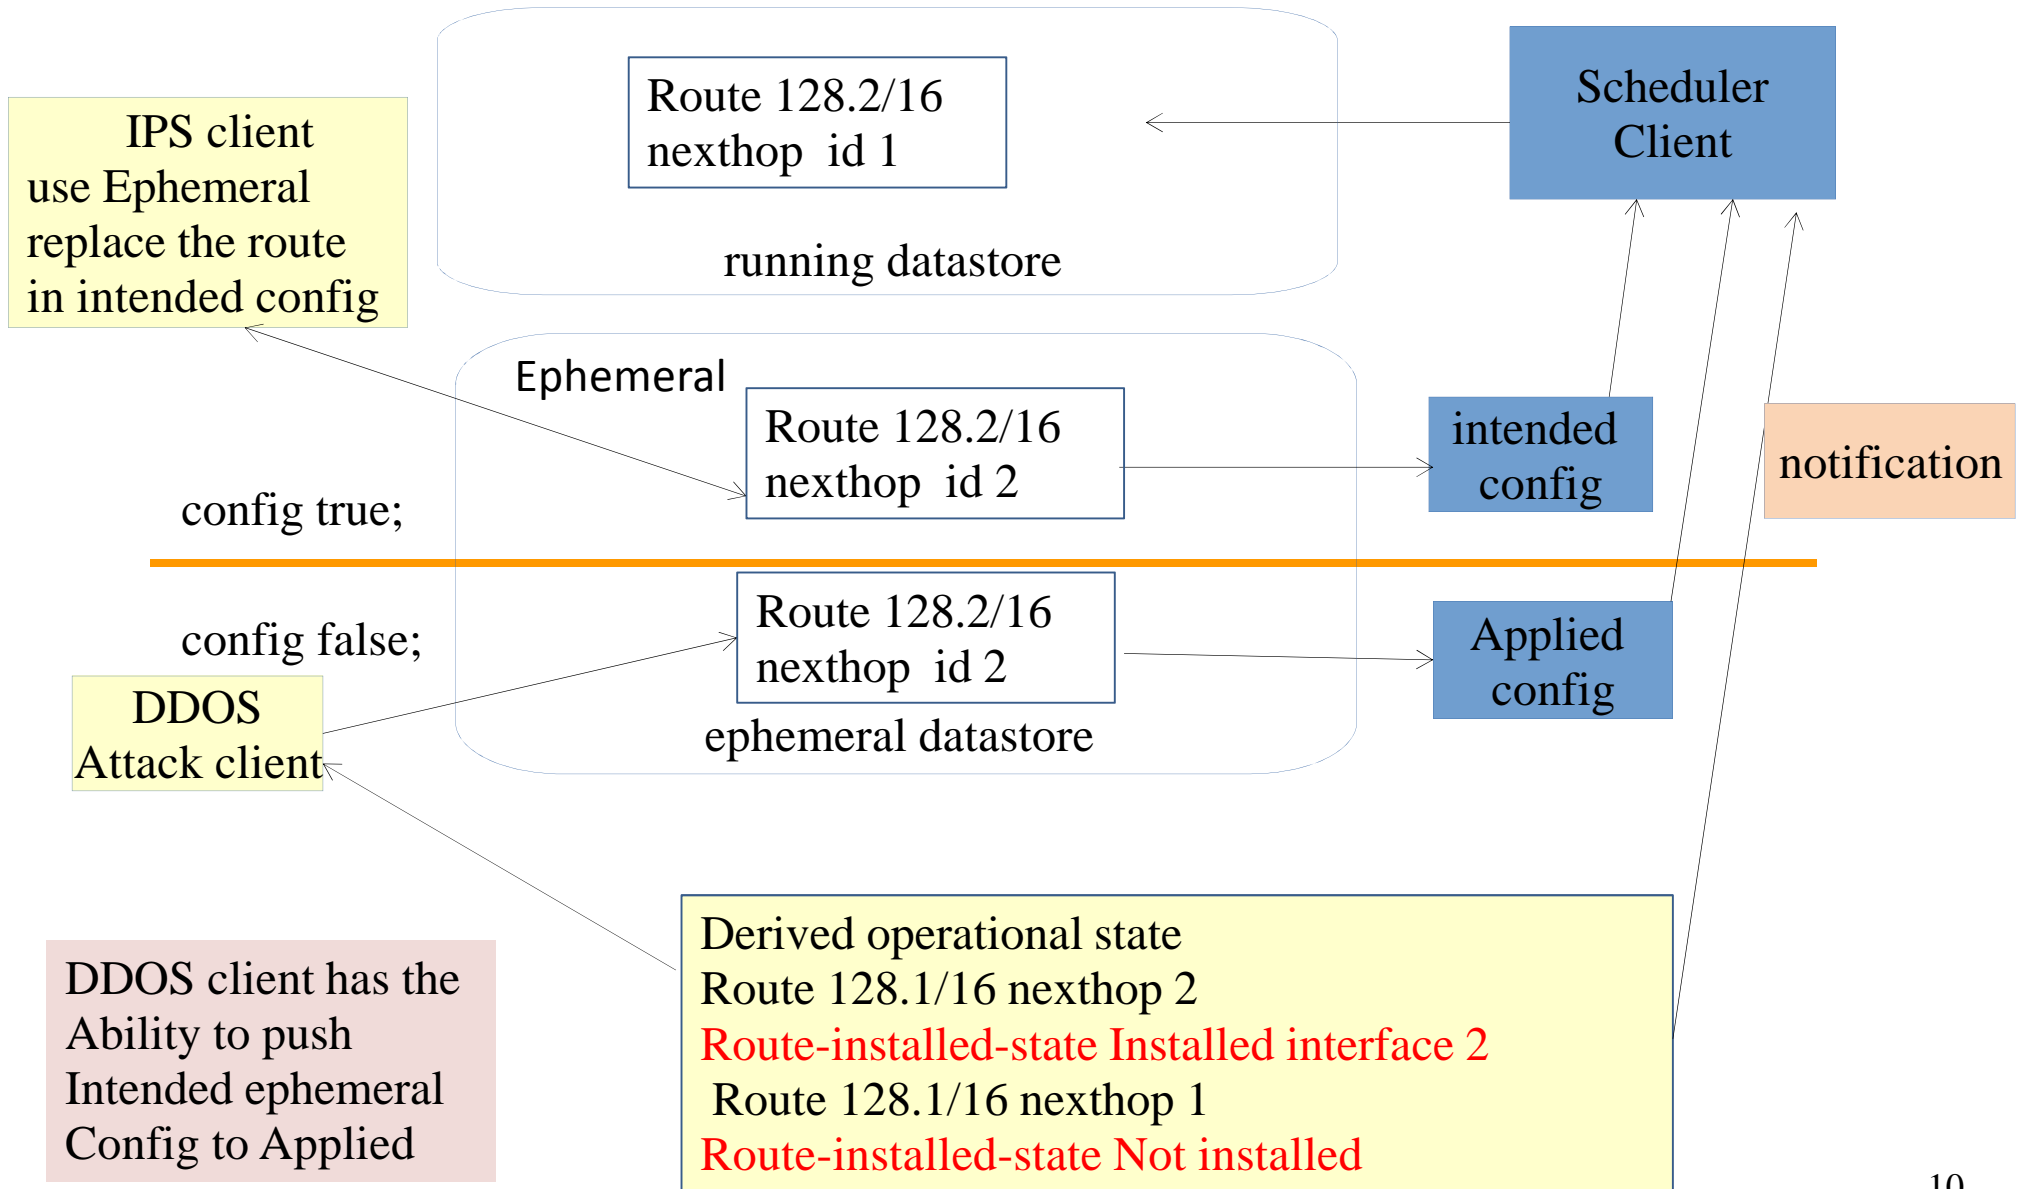 Route 128.2/16
nexthop  id 1
running datastore
Scheduler
Client
IPS client
use Ephemeral
replace the route
in intended config
Ephemeral
Route 128.2/16
nexthop  id 2
intended
config
notification
config true;
config false;
Route 128.2/16
nexthop  id 2
ephemeral datastore
Applied
config
DDOS
Attack client
DDOS client has the
Ability to push
Intended ephemeral
Config to Applied
Derived operational state
Route 128.1/16 nexthop 2
Route-installed-state Installed interface 2
Route 128.1/16 nexthop 1
Route-installed-state Not installed
10